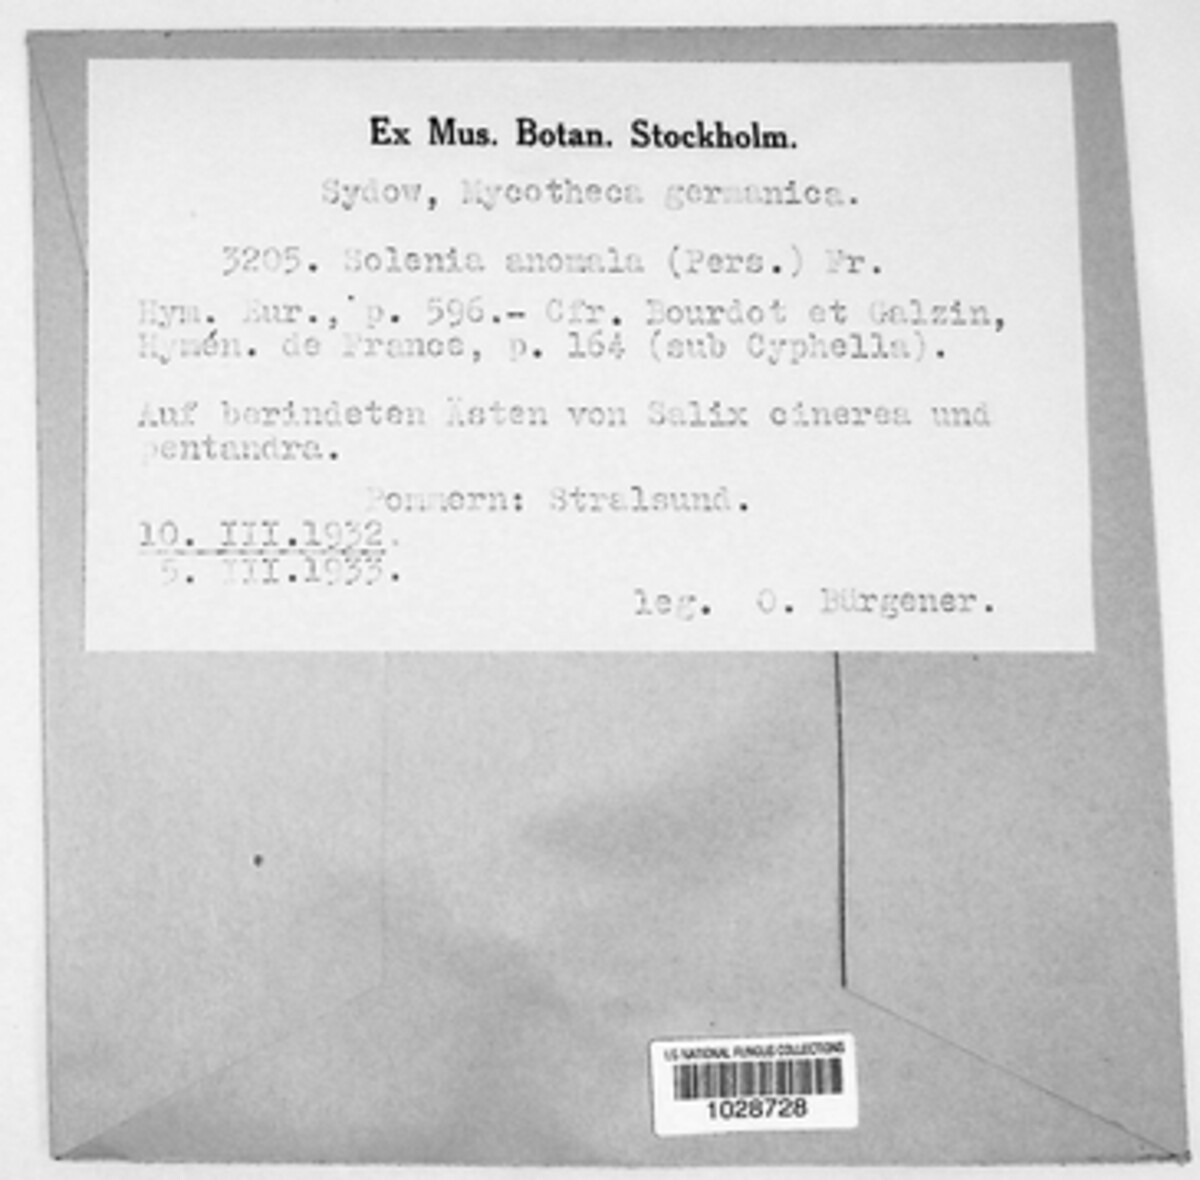 Ex Mus. Botan. Stockholm.
Sydow, Mycotheca germanica.
3205. Solenia anomala (Pers.) Fr.
Hym. Eur., p. 596.- Cfr. Bourdot et Galzin,
Hymén. de France, p. 164 (sub Cyphella).
Auf berindeten Ästen von Salix cinerea und
pentandra.
Pommern: Stralsund.
10. III.1932.
5. III.1933.
leg. O. Bürgener.
US NATIONAL FUNGUS COLLECTIONS
1028728